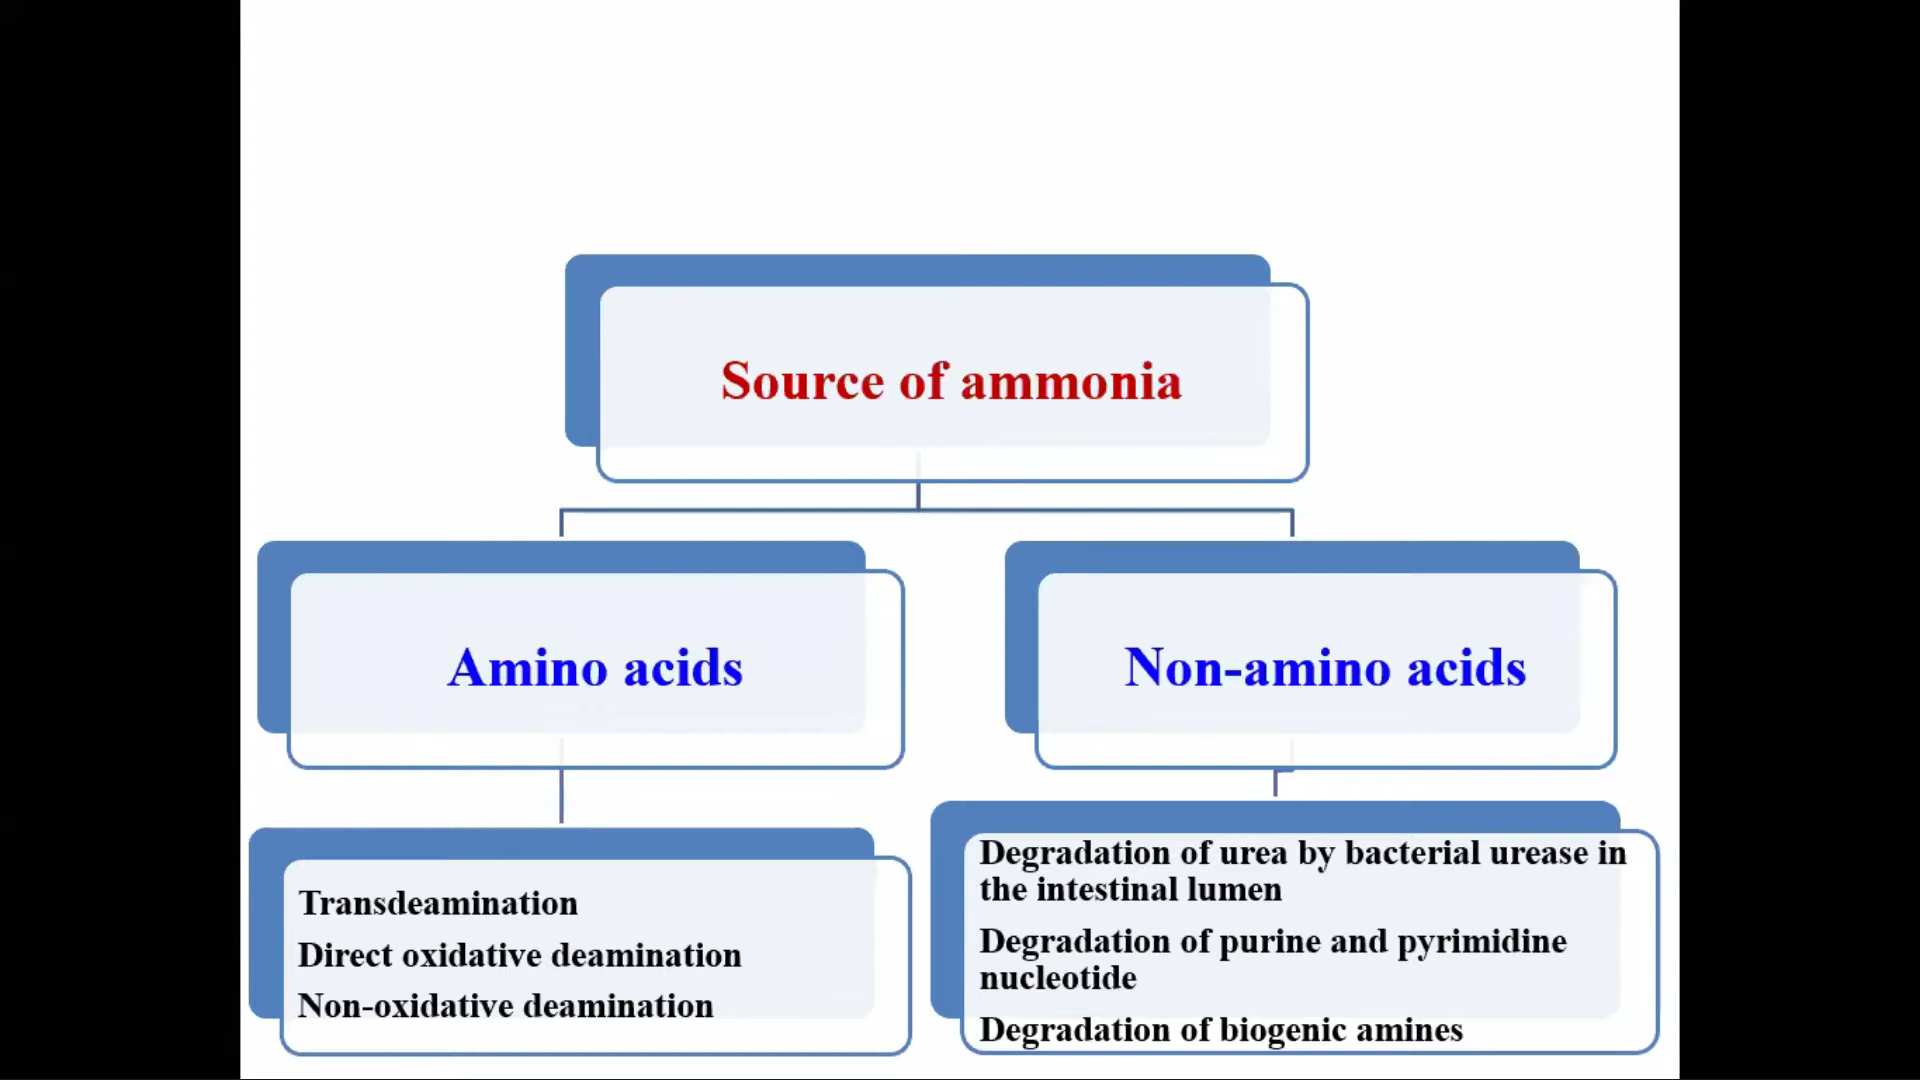 Source of ammonia
Amino acids
Non-amino acids
Transdeamination
Direct oxidative deamination
Non-oxidative deamination
Degradation of urea by bacterial urease in
the intestinal lumen
Degradation of purine and pyrimidine
nucleotide
Degradation of biogenic amines